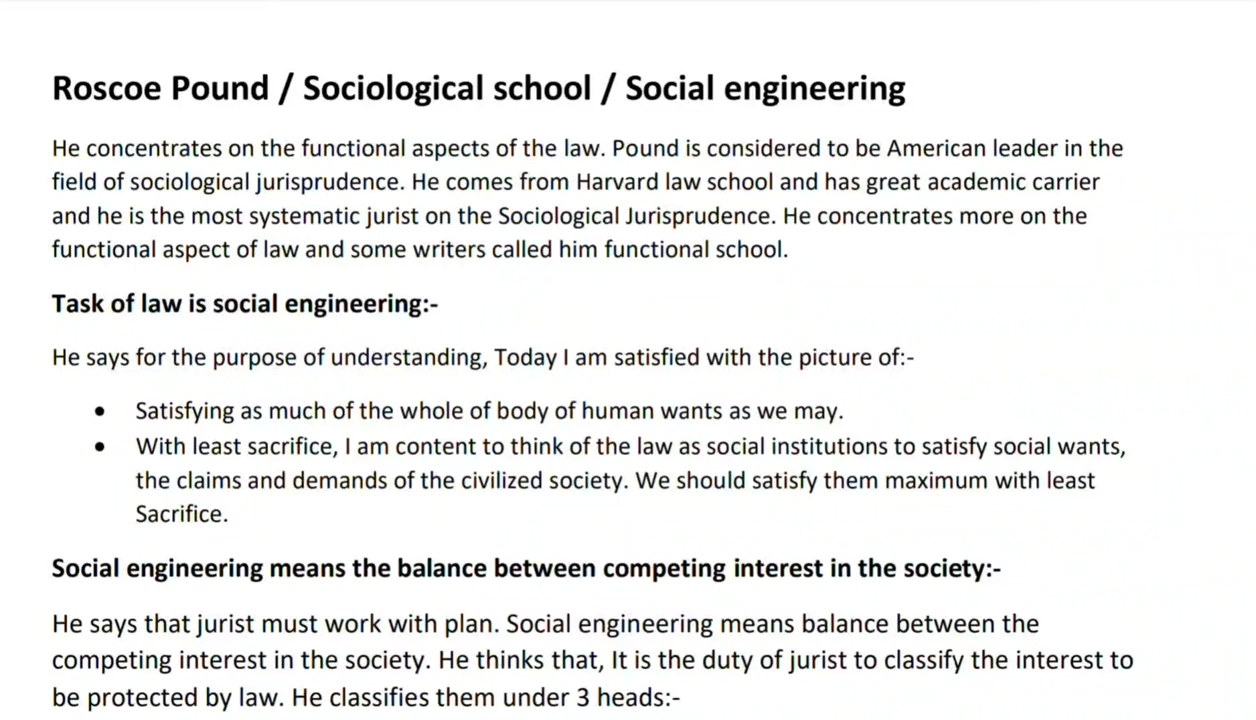 Roscoe Pound / Sociological school / Social engineering
He concentrates on the functional aspects of the law. Pound is considered to be American leader in the
field of sociological jurisprudence. He comes from Harvard law school and has great academic carrier
and he is the most systematic jurist on the Sociological Jurisprudence. He concentrates more on the
functional aspect of law and some writers called him functional school.
Task of law is social engineering:-
He says for the purpose of understanding, Today I am satisfied with the picture of:-
• Satisfying as much of the whole of body of human wants as we may.
• With least sacrifice, I am content to think of the law as social institutions to satisfy social wants,
the claims and demands of the civilized society. We should satisfy them maximum with least
Sacrifice.
Social engineering means the balance between competing interest in the society:-
He says that jurist must work with plan. Social engineering means balance between the
competing interest in the society. He thinks that, It is the duty of jurist to classify the interest to
be protected by law. He classifies them under 3 heads:-